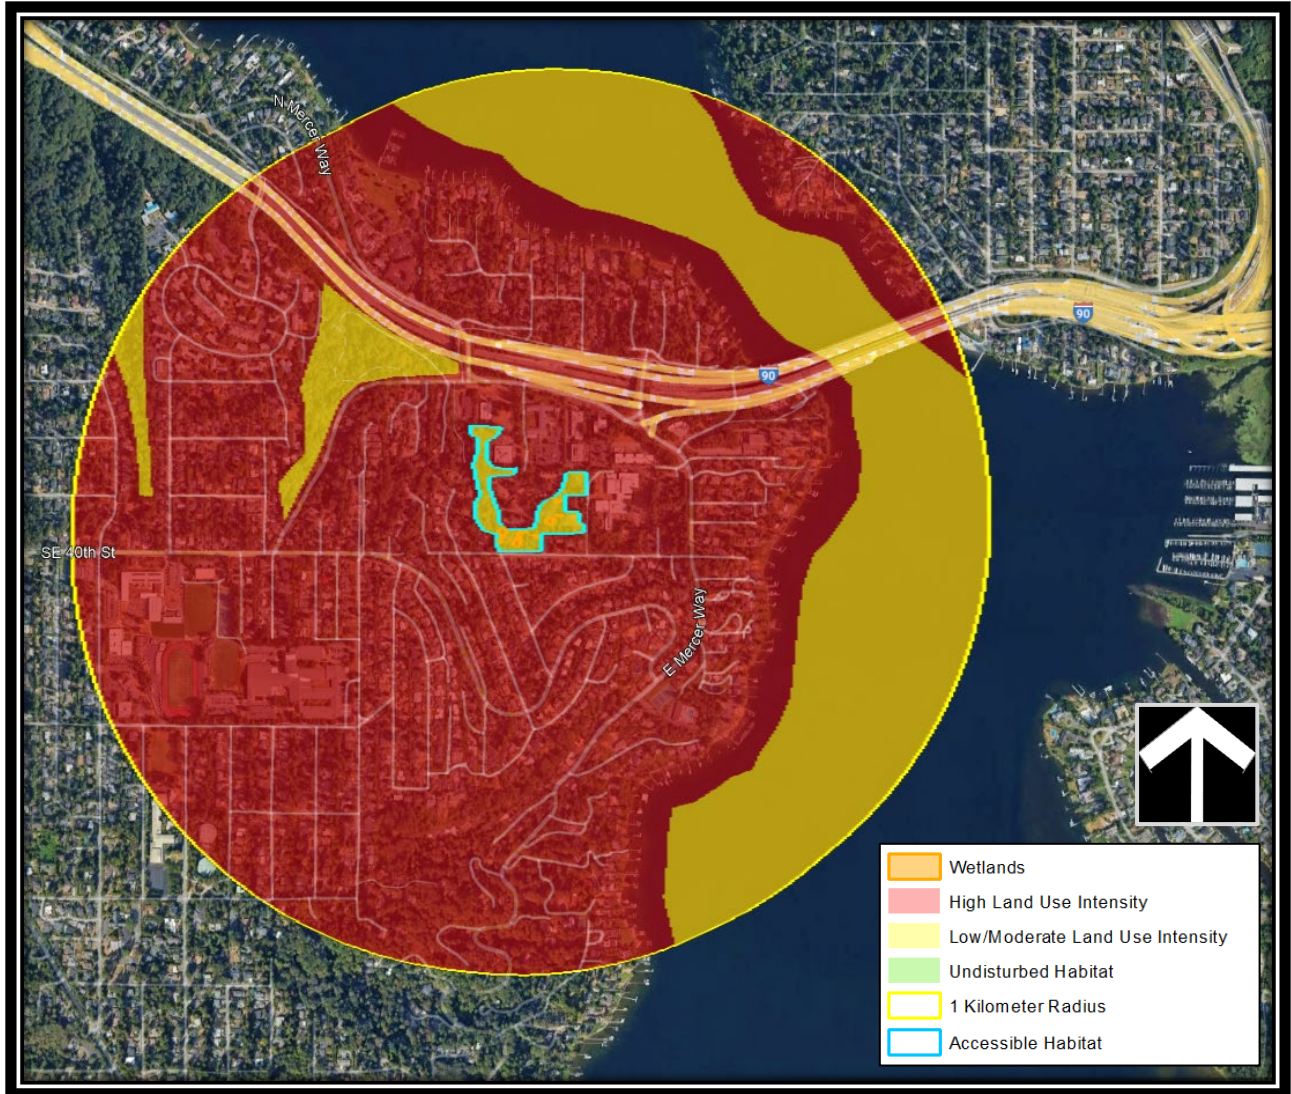 N Mercer Way
90
90
SE 40th St
E Mercer Way
Wetlands
High Land Use Intensity
Low/Moderate Land Use Intensity
Undisturbed Habitat
1 Kilometer Radius
Accessible Habitat